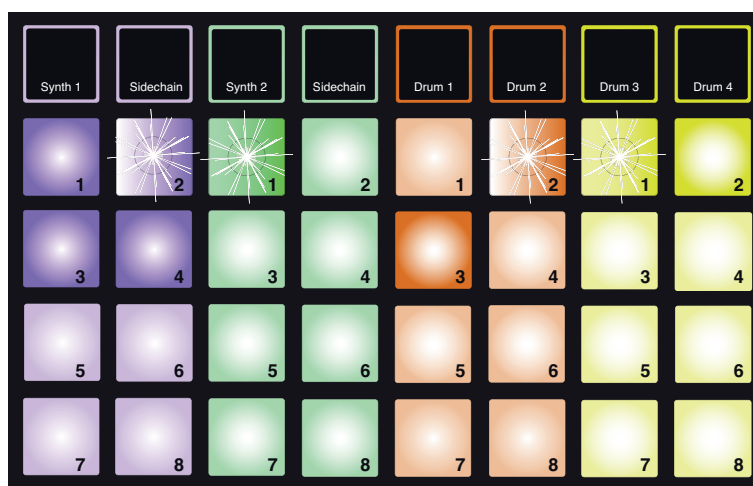 Synth 1 Sidechain Synth 2 Sidechain Drum 1 Drum 2 Drum 3 Drum 4
1 2 1 2 1 2 1 2
3 4 3 4 3 4 3 4
5 6 5 6 5 6 5 6
7 8 7 8 7 8 7 8